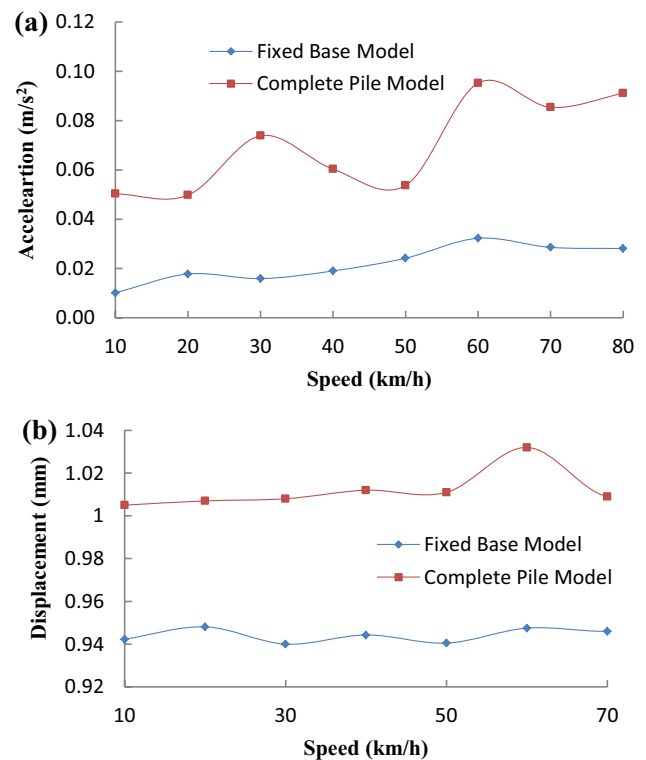 (a)
0.12
0.10
0.08
0.06
0.04
0.02
0.00
Acceleartion (m/s²)
Fixed Base Model
Complete Pile Model
10 20 30 40 50 60 70 80
Speed (km/h)
(b)
1.04
1.02
1
0.98
0.96
0.94
0.92
Displacement (mm)
Fixed Base Model
Complete Pile Model
10 30 50 70
Speed (km/h)